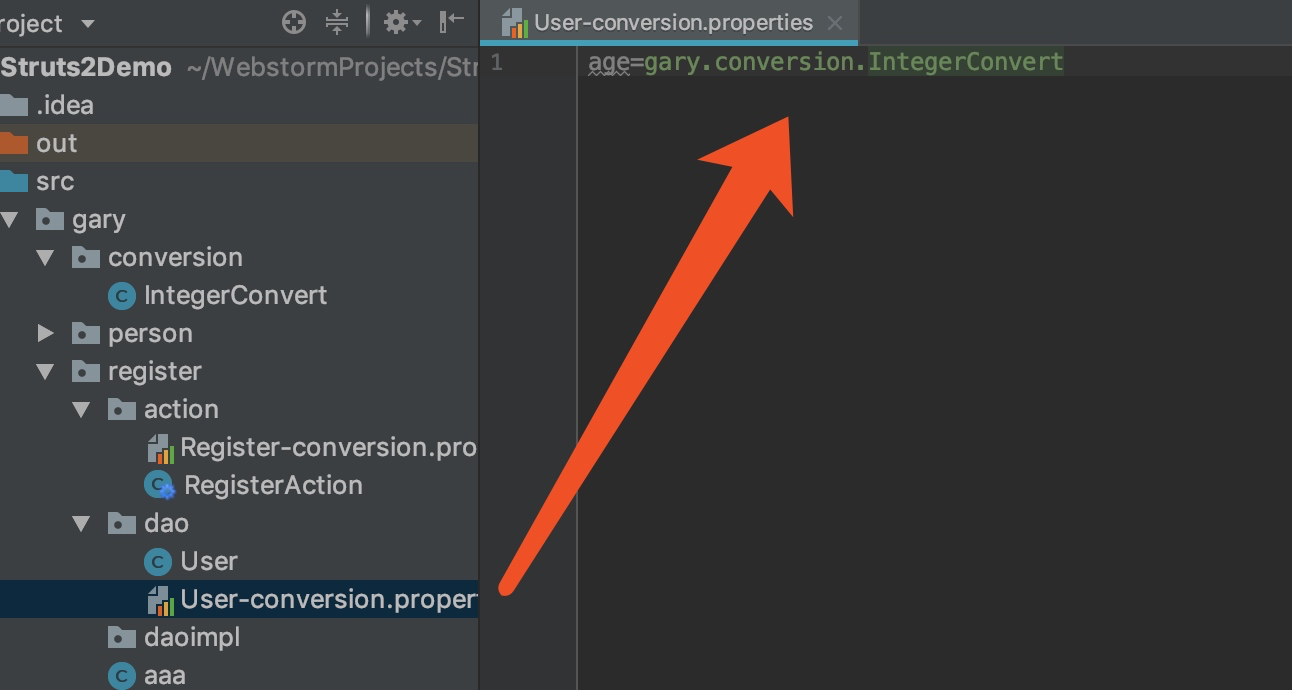 roject
Struts2Demo ~/WebstormProjects/Str
.idea
out
src
gary
conversion
IntegerConvert
person
register
action
Register-conversion.pro
RegisterAction
dao
User
User-conversion.proper
daoimpl
aaa
User-conversion.properties
1 age=gary.conversion.IntegerConvert